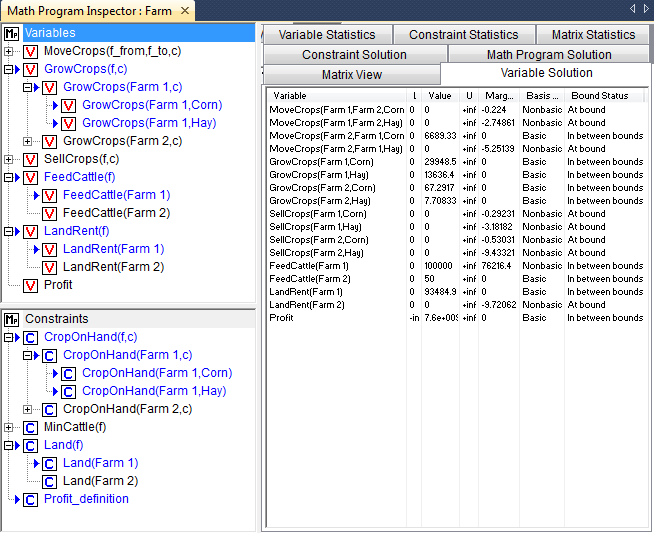 Math Program Inspector : Farm
Variables
MoveCrops(f_from,f_to,c)
GrowCrops(f,c)
GrowCrops(Farm 1,c)
GrowCrops(Farm 1,Corn)
GrowCrops(Farm 1,Hay)
GrowCrops(Farm 2,c)
SellCrops(f,c)
FeedCattle(f)
FeedCattle(Farm 1)
FeedCattle(Farm 2)
LandRent(f)
LandRent(Farm 1)
LandRent(Farm 2)
Profit
Constraints
CropOnHand(f,c)
CropOnHand(Farm 1,c)
CropOnHand(Farm 1,Corn)
CropOnHand(Farm 1,Hay)
CropOnHand(Farm 2,c)
MinCattle(f)
Land(f)
Land(Farm 1)
Land(Farm 2)
Profit_definition
Variable Statistics Constraint Statistics Matrix Statistics
Constraint Solution Math Program Solution
Matrix View Variable Solution
Variable L Value U Marg... Basis ... Bound Status
MoveCrops(Farm 1,Farm 2,Corn 0 0 +inf -0.224 Nonbasic At bound
MoveCrops(Farm 1,Farm 2,Hay) 0 0 +inf -2.74861 Nonbasic At bound
MoveCrops(Farm 2,Farm 1,Corn 0 6689.33 +inf 0 Basic In between bounds
MoveCrops(Farm 2,Farm 1,Hay) 0 0 +inf -5.25139 Nonbasic At bound
GrowCrops(Farm 1,Corn) 0 29948.5 +inf 0 Basic In between bounds
GrowCrops(Farm 1,Hay) 0 13636.4 +inf 0 Basic In between bounds
GrowCrops(Farm 2,Corn) 0 67.2917 +inf 0 Basic In between bounds
GrowCrops(Farm 2,Hay) 0 7.70833 +inf 0 Basic In between bounds
SellCrops(Farm 1,Corn) 0 0 +inf -0.29231 Nonbasic At bound
SellCrops(Farm 1,Hay) 0 0 +inf -3.18182 Nonbasic At bound
SellCrops(Farm 2,Corn) 0 0 +inf -0.53031 Nonbasic At bound
SellCrops(Farm 2,Hay) 0 0 +inf -9.43321 Nonbasic At bound
FeedCattle(Farm 1) 0 100000 +inf 76216.4 Nonbasic In between bounds
FeedCattle(Farm 2) 0 50 +inf 0 Basic In between bounds
LandRent(Farm 1) 0 93484.9 +inf 0 Basic In between bounds
LandRent(Farm 2) 0 0 +inf -9.72062 Nonbasic At bound
Profit -in 7.6e+009 +inf 0 Basic In between bounds